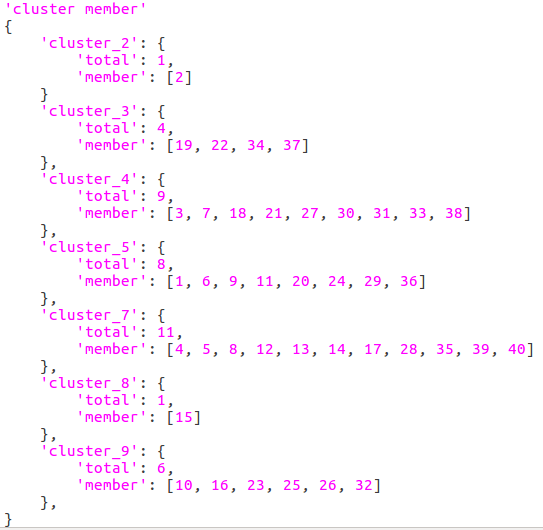 'cluster member'
{
    'cluster_2': {
        'total': 1,
        'member': [2]
    }
    'cluster_3': {
        'total': 4,
        'member': [19, 22, 34, 37]
    },
    'cluster_4': {
        'total': 9,
        'member': [3, 7, 18, 21, 27, 30, 31, 33, 38]
    },
    'cluster_5': {
        'total': 8,
        'member': [1, 6, 9, 11, 20, 24, 29, 36]
    },
    'cluster_7': {
        'total': 11,
        'member': [4, 5, 8, 12, 13, 14, 17, 28, 35, 39, 40]
    },
    'cluster_8': {
        'total': 1,
        'member': [15]
    },
    'cluster_9': {
        'total': 6,
        'member': [10, 16, 23, 25, 26, 32]
    },
}